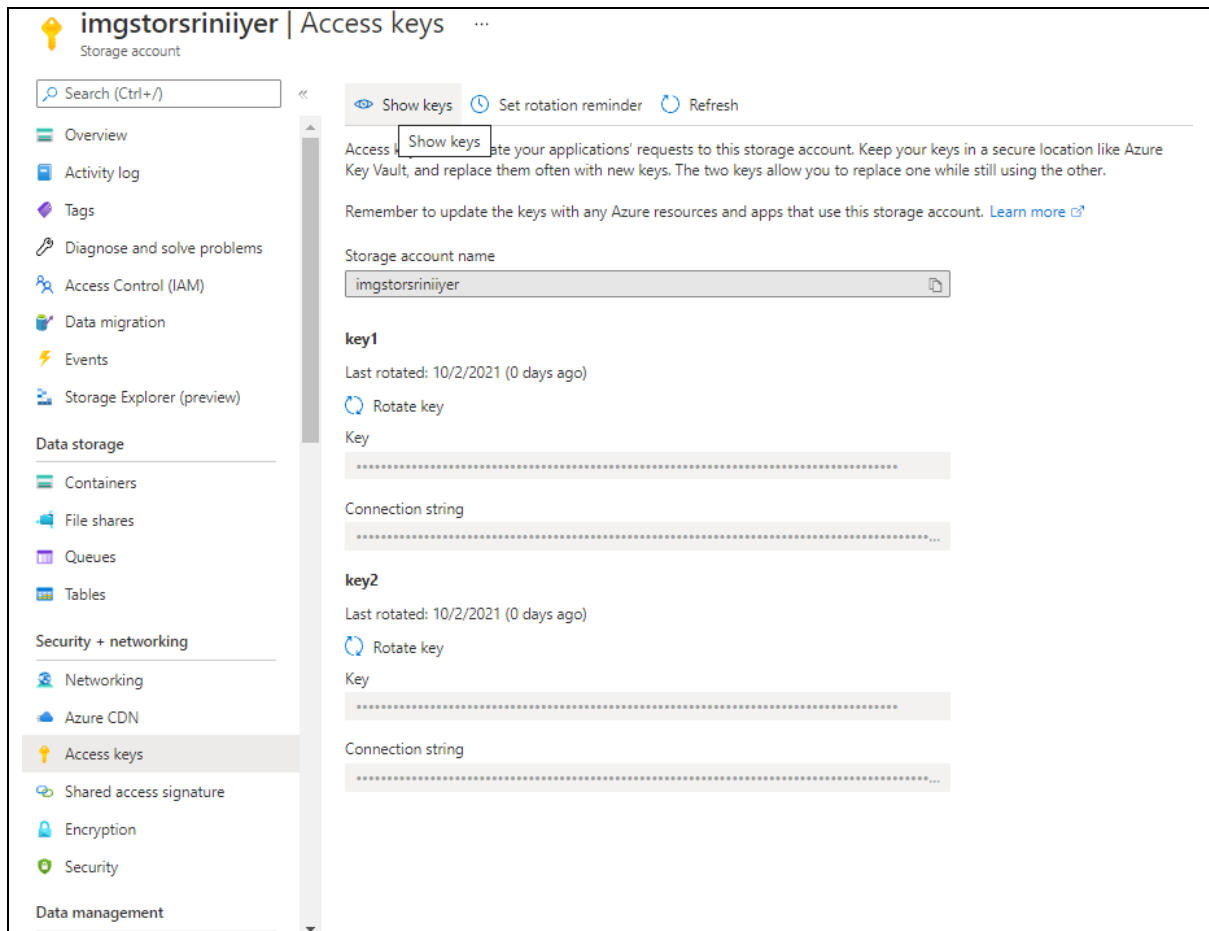 imgstorsriniiyer | Access keys ...
Storage account
Search (Ctrl+/)
«
Overview
Activity log
Tags
Diagnose and solve problems
Access Control (IAM)
Data migration
Events
Storage Explorer (preview)
Data storage
Containers
File shares
Queues
Tables
Security + networking
Networking
Azure CDN
Access keys
Shared access signature
Encryption
Security
Data management
Show keys Set rotation reminder Refresh
Show keys
Access k ate your applications' requests to this storage account. Keep your keys in a secure location like Azure
Key Vault, and replace them often with new keys. The two keys allow you to replace one while still using the other.
Remember to update the keys with any Azure resources and apps that use this storage account. Learn more
Storage account name
imgstorsriniiyer
key1
Last rotated: 10/2/2021 (0 days ago)
Rotate key
Key
Connection string
key2
Last rotated: 10/2/2021 (0 days ago)
Rotate key
Key
Connection string